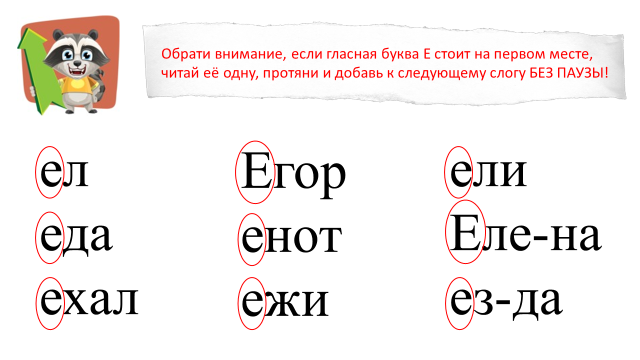 Обрати внимание, если гласная буква Е стоит на первом месте,
читай её одну, протяни и добавь к следующему слогу БЕЗ ПАУЗЫ!
ел Егор ели
еда енот Еле-на
ехал ежи ез-да